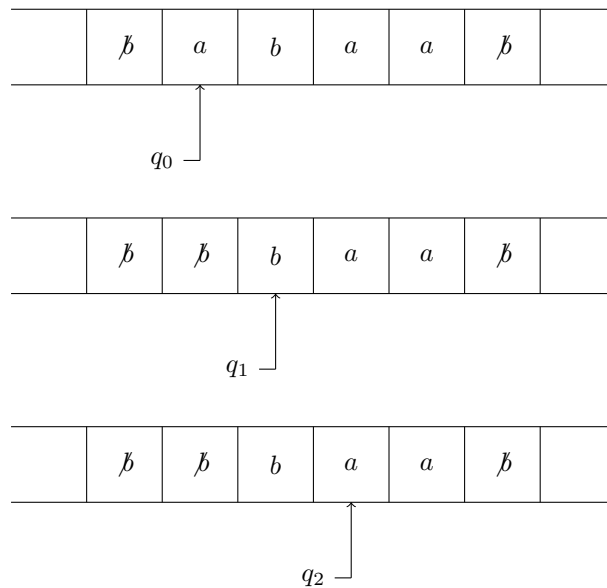 b̸ a b a a b̸
q₀
b̸ b̸ b a a b̸
q₁
b̸ b̸ b a a b̸
q₂